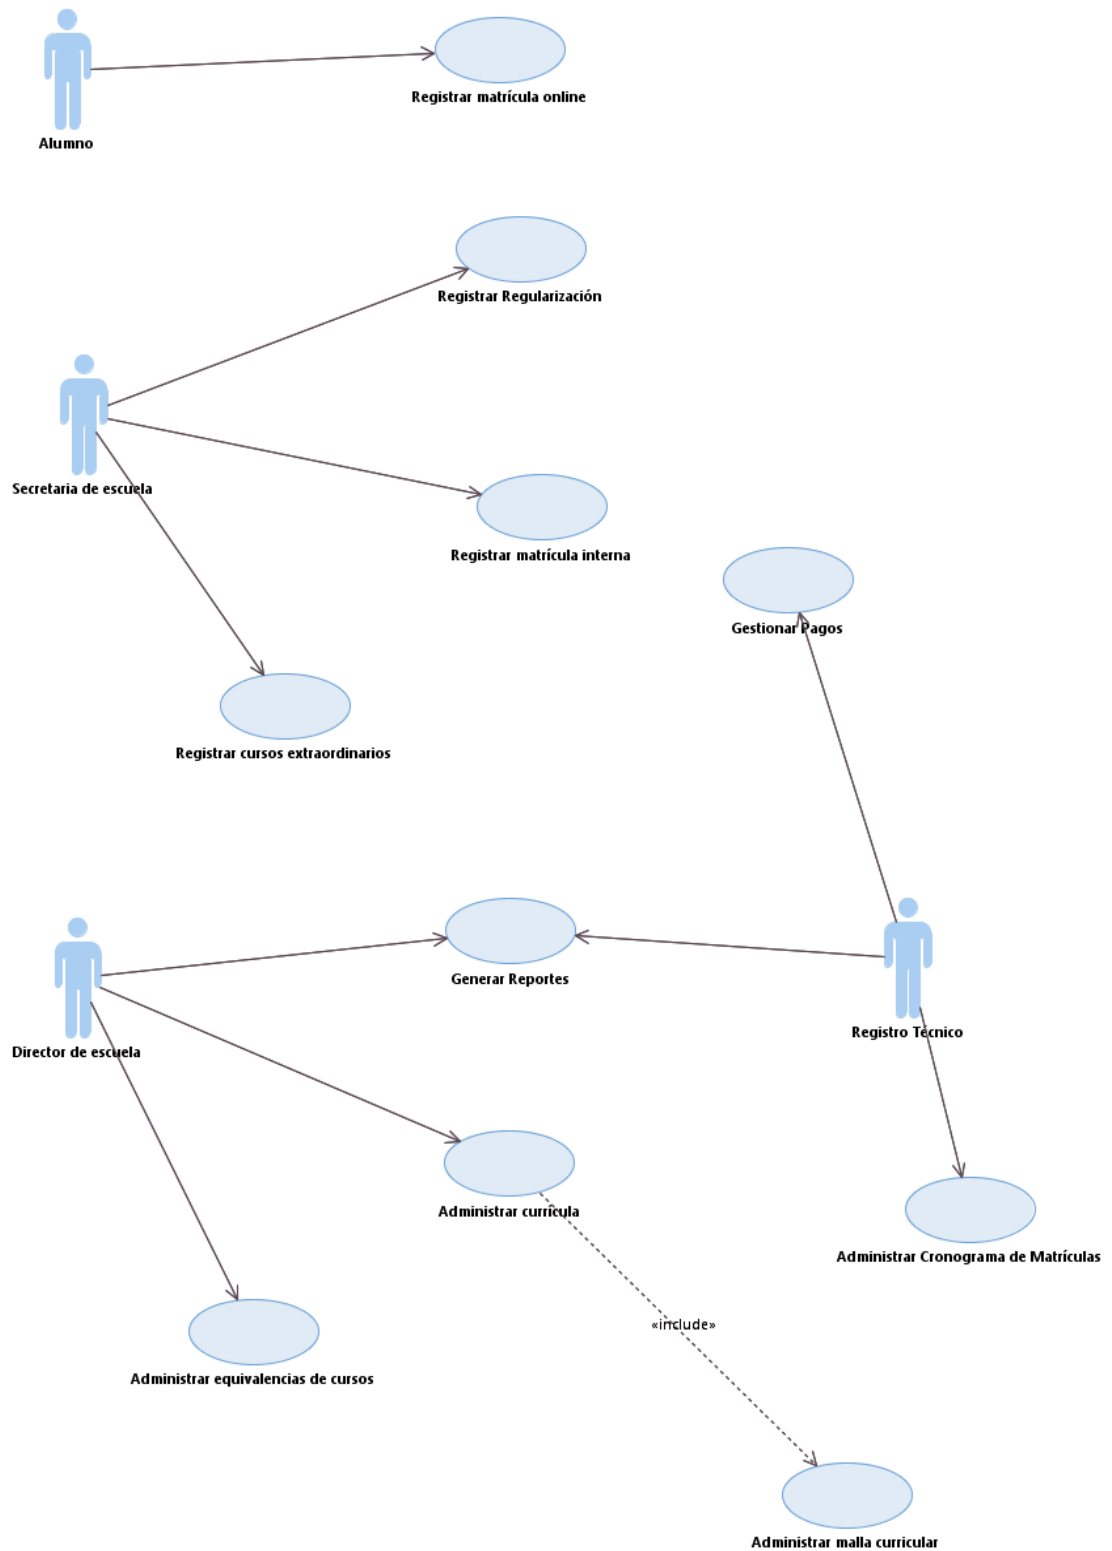 Registrar matrícula online
Alumno
Registrar Regularización
Secretaria de escuela
Registrar matrícula interna
Gestionar Pagos
Registrar cursos extraordinarios
Generar Reportes
Registro Técnico
Director de escuela
Administrar currícula
Administrar Cronograma de Matrículas
«include»
Administrar equivalencias de cursos
Administrar malla curricular